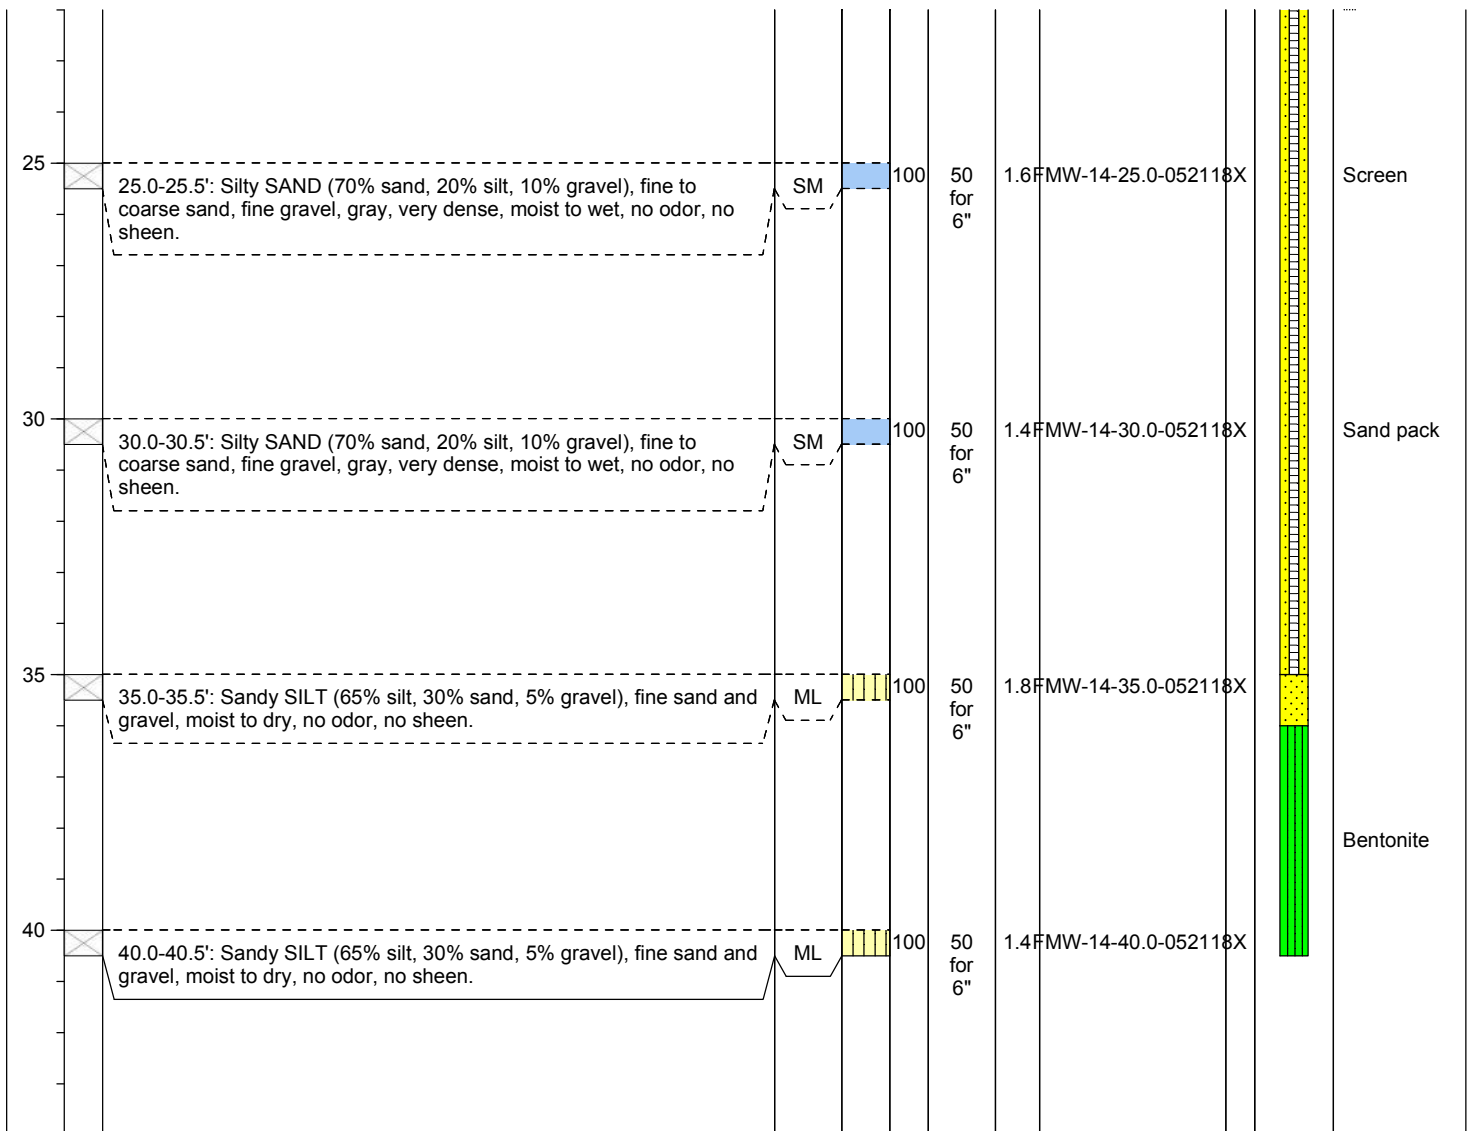 25
25.0-25.5': Silty SAND (70% sand, 20% silt, 10% gravel), fine to
coarse sand, fine gravel, gray, very dense, moist to wet, no odor, no
sheen.
SM
100
50
for
6"
1.6
FMW-14-25.0-052118
X
Screen
30
30.0-30.5': Silty SAND (70% sand, 20% silt, 10% gravel), fine to
coarse sand, fine gravel, gray, very dense, moist to wet, no odor, no
sheen.
SM
100
50
for
6"
1.4
FMW-14-30.0-052118
X
Sand pack
35
35.0-35.5': Sandy SILT (65% silt, 30% sand, 5% gravel), fine sand and
gravel, moist to dry, no odor, no sheen.
ML
100
50
for
6"
1.8
FMW-14-35.0-052118
X
Bentonite
40
40.0-40.5': Sandy SILT (65% silt, 30% sand, 5% gravel), fine sand and
gravel, moist to dry, no odor, no sheen.
ML
100
50
for
6"
1.4
FMW-14-40.0-052118
X